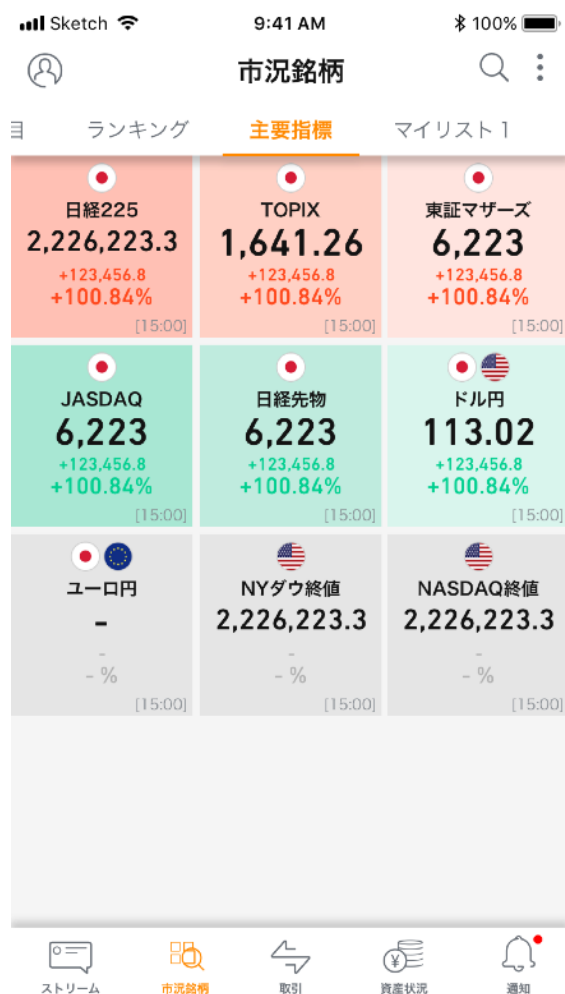 Sketch 9:41 AM 100%
市況銘柄
目 ランキング 主要指標 マイリスト1
日経225
2,226,223.3
+123,456.8
+100.84%
[15:00]
TOPIX
1,641.26
+123,456.8
+100.84%
[15:00]
東証マザーズ
6,223
+123,456.8
+100.84%
[15:00]
JASDAQ
6,223
+123,456.8
+100.84%
[15:00]
日経先物
6,223
+123,456.8
+100.84%
[15:00]
ドル円
113.02
+123,456.8
+100.84%
[15:00]
ユーロ円
-
-
- %
[15:00]
NYダウ終値
2,226,223.3
-
- %
[15:00]
NASDAQ終値
2,226,223.3
-
- %
[15:00]
ストリーム 市況銘柄 取引 資産状況 通知